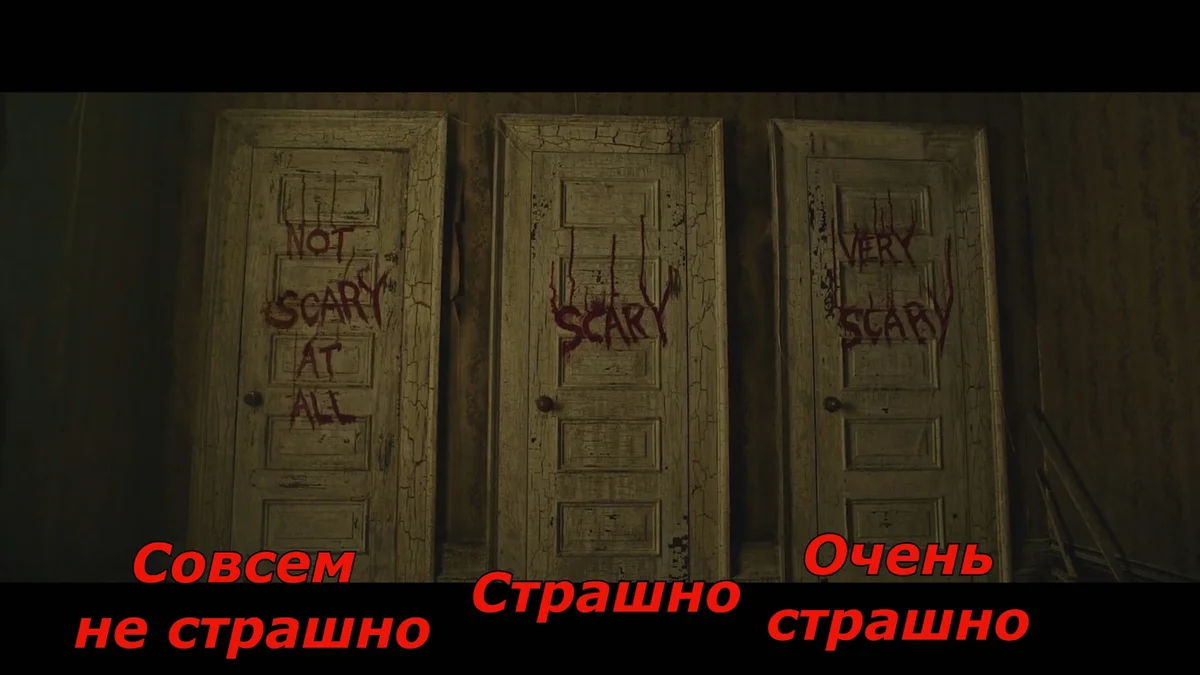 NOT
SCARY
AT
ALL
SCARY
VERY
SCARY
Совсем
не страшно
Страшно
Очень
страшно